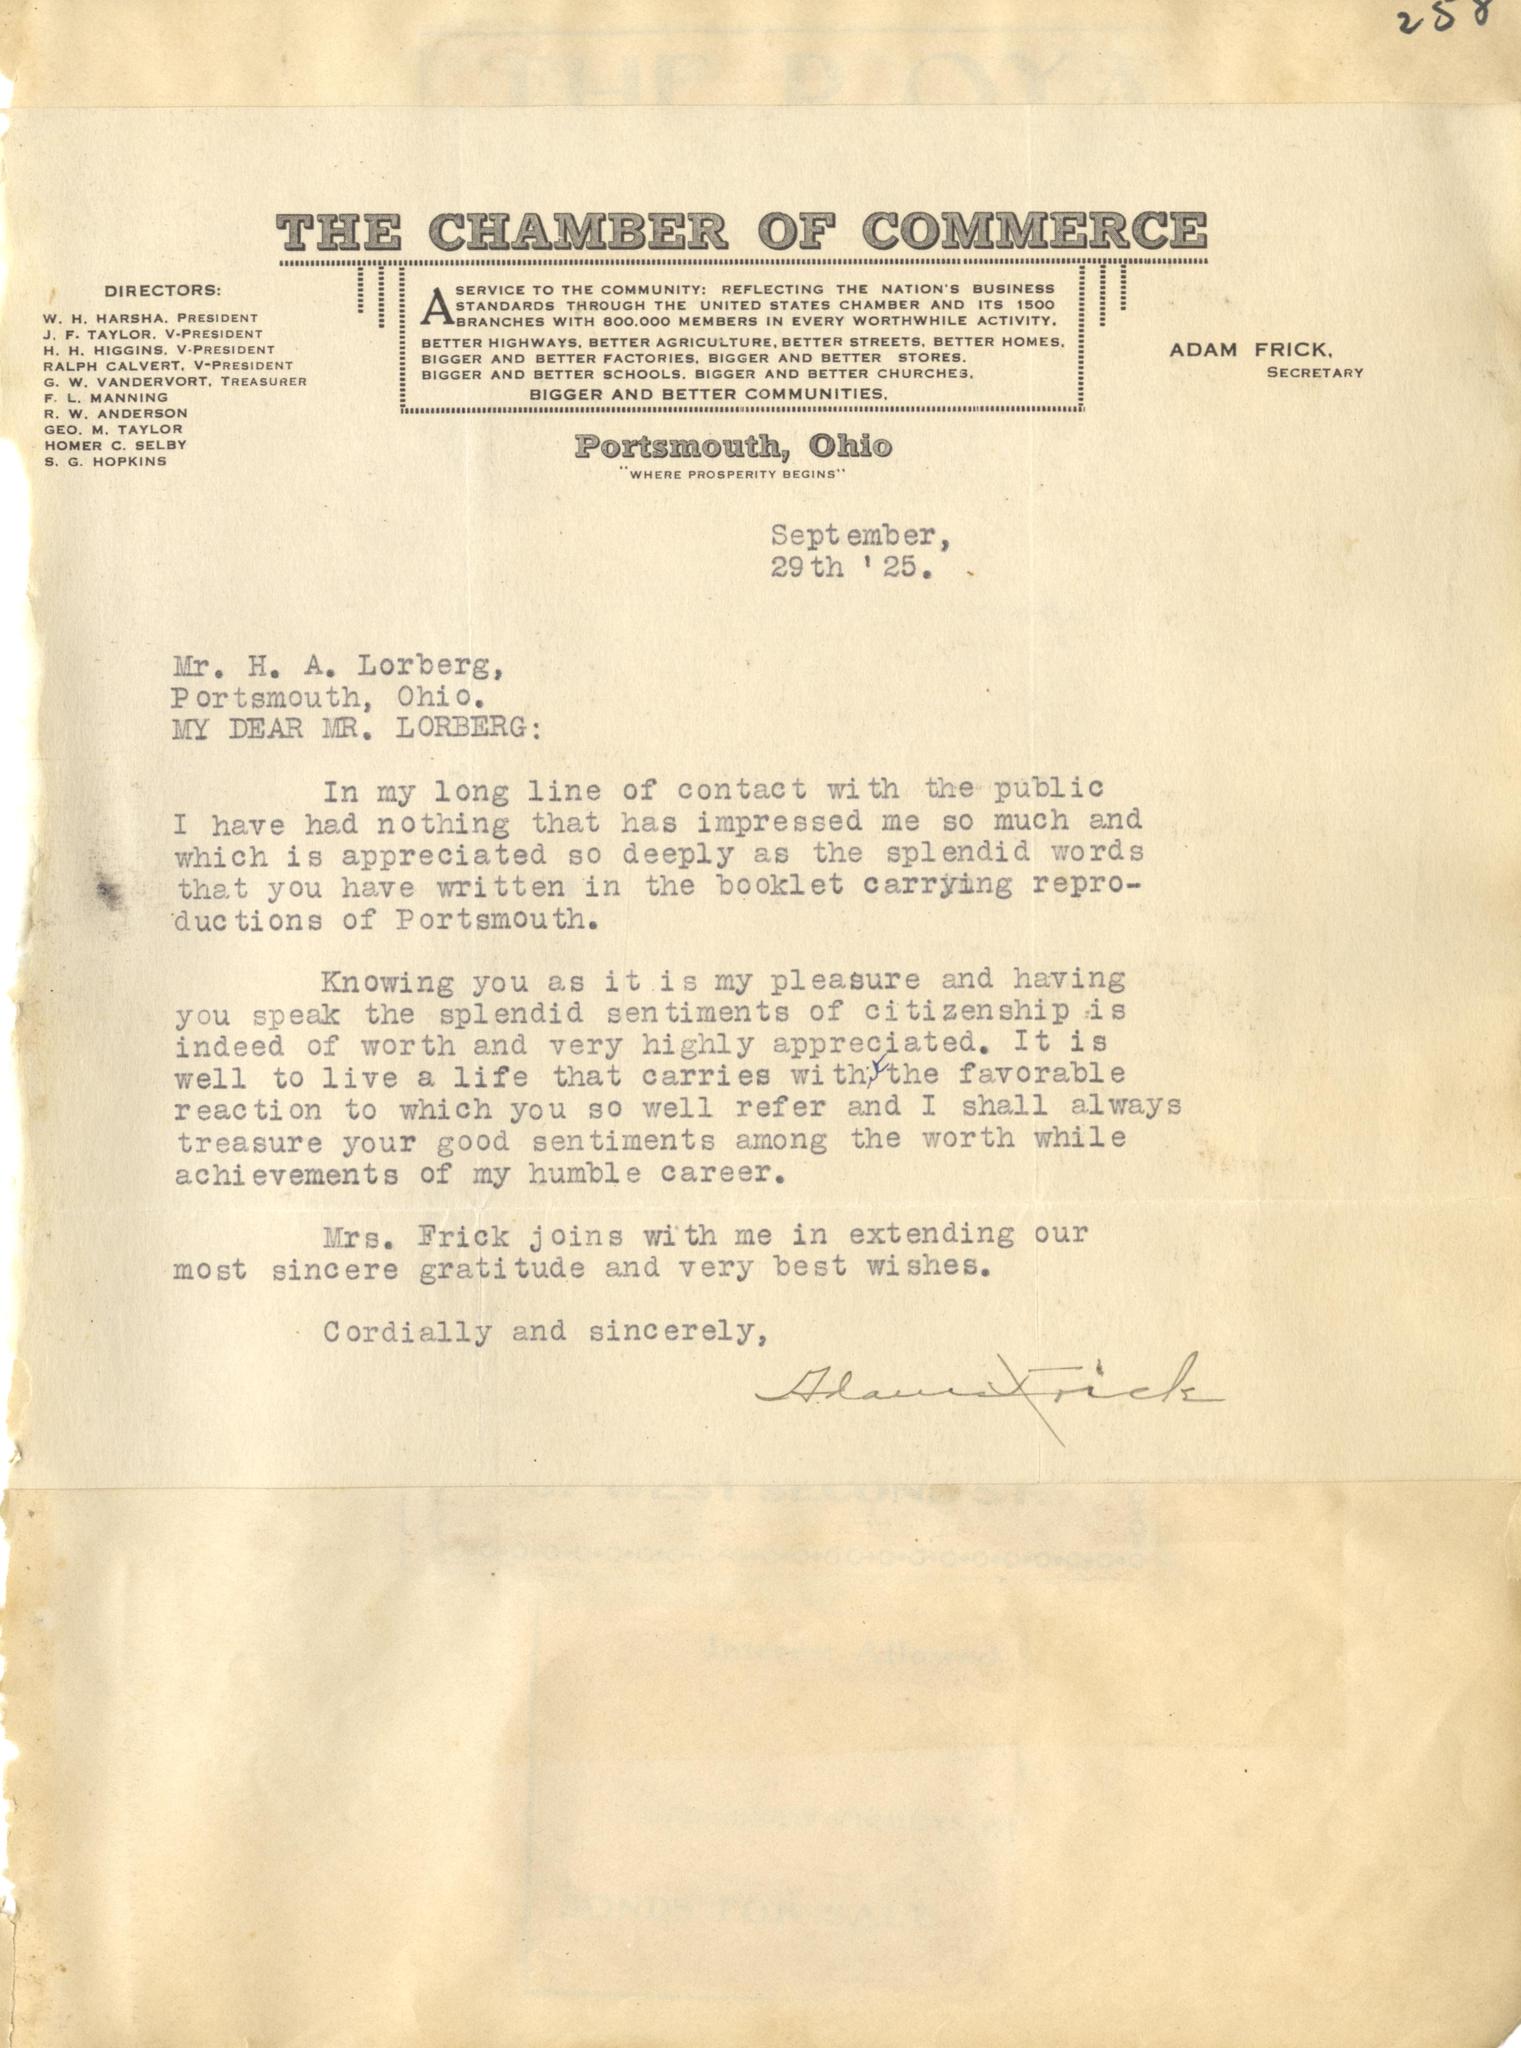 258
THE CHAMBER OF COMMERCE
DIRECTORS:
W. H. HARSHA, PRESIDENT
J. F. TAYLOR, V-PRESIDENT
H. H. HIGGINS, V-PRESIDENT
RALPH CALVERT, V-PRESIDENT
G. W. VANDERVORT, TREASURER
F. L. MANNING
R. W. ANDERSON
GEO. M. TAYLOR
HOMER C. SELBY
S. G. HOPKINS
A SERVICE TO THE COMMUNITY: REFLECTING THE NATION'S BUSINESS
STANDARDS THROUGH THE UNITED STATES CHAMBER AND ITS 1500
BRANCHES WITH 800.000 MEMBERS IN EVERY WORTHWHILE ACTIVITY.
BETTER HIGHWAYS, BETTER AGRICULTURE, BETTER STREETS, BETTER HOMES,
BIGGER AND BETTER FACTORIES, BIGGER AND BETTER STORES.
BIGGER AND BETTER SCHOOLS, BIGGER AND BETTER CHURCHES,
BIGGER AND BETTER COMMUNITIES.
ADAM FRICK,
SECRETARY
Portsmouth, Ohio
"WHERE PROSPERITY BEGINS"
September,
29th '25.
Mr. H. A. Lorberg,
Portsmouth, Ohio.
MY DEAR MR. LORBERG:
In my long line of contact with the public
I have had nothing that has impressed me so much and
which is appreciated so deeply as the splendid words
that you have written in the booklet carrying repro-
ductions of Portsmouth.
Knowing you as it is my pleasure and having
you speak the splendid sentiments of citizenship is
indeed of worth and very highly appreciated. It is
well to live a life that carries with the favorable
reaction to which you so well refer and I shall always
treasure your good sentiments among the worth while
achievements of my humble career.
Mrs. Frick joins with me in extending our
most sincere gratitude and very best wishes.
Cordially and sincerely,
Adam Frick